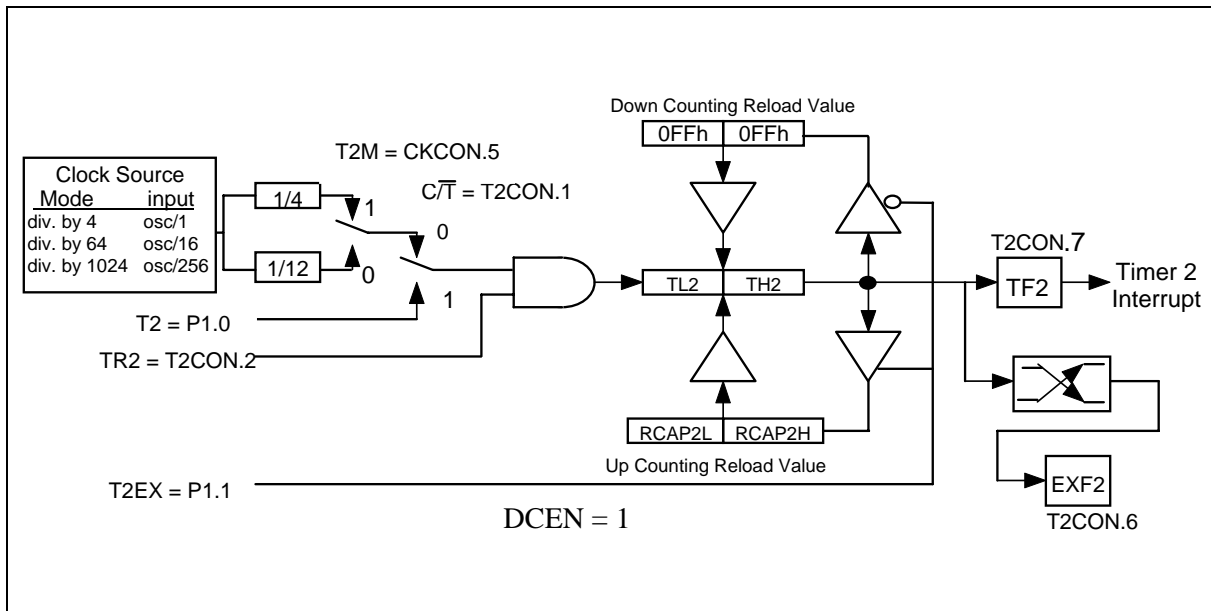 Down Counting Reload Value
0FFh 0FFh
T2M = CKCON.5
C/T̅ = T2CON.1
Clock Source
Mode input
div. by 4 osc/1
div. by 64 osc/16
div. by 1024 osc/256
1/4
1
0
1/12
0
1
T2CON.7
TL2 TH2
TF2
Timer 2
Interrupt
T2 = P1.0
TR2 = T2CON.2
RCAP2L RCAP2H
Up Counting Reload Value
T2EX = P1.1
EXF2
T2CON.6
DCEN = 1